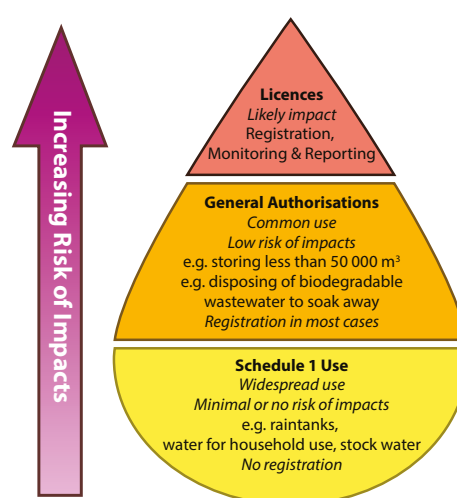 Increasing Risk of Impacts
Licences
Likely impact
Registration,
Monitoring & Reporting
General Authorisations
Common use
Low risk of impacts
e.g. storing less than 50 000 m³
e.g. disposing of biodegradable
wastewater to soak away
Registration in most cases
Schedule 1 Use
Widespread use
Minimal or no risk of impacts
e.g. raintanks,
water for household use, stock water
No registration